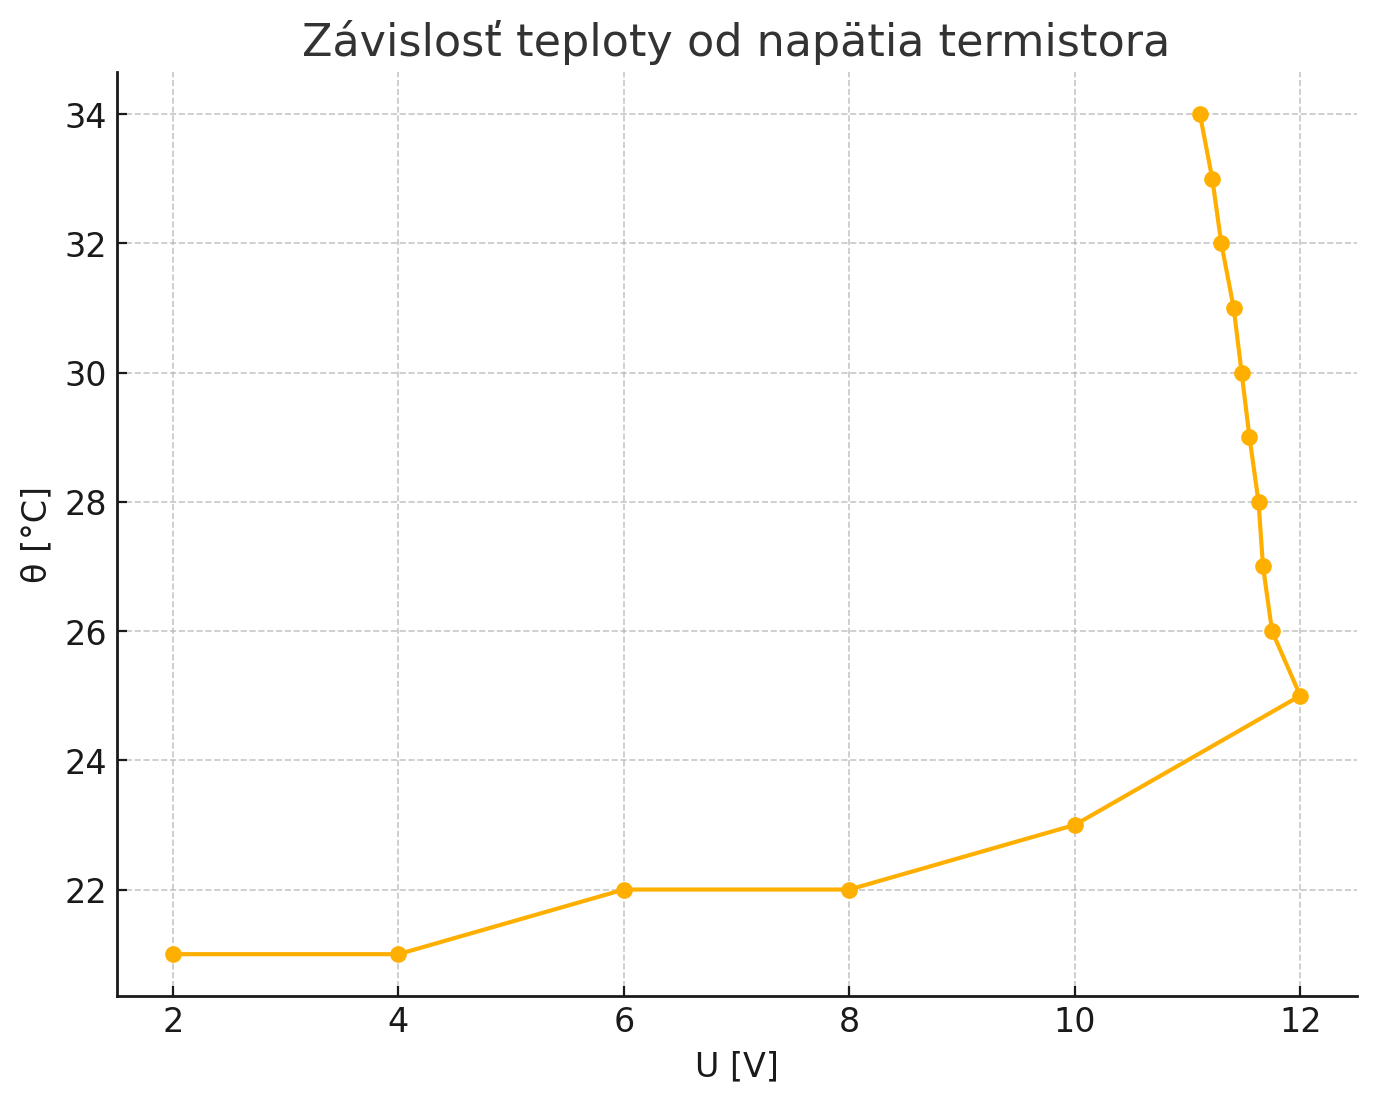 Závislosť teploty od napätia termistora
34
32
30
28
26
24
22
θ [°C]
2 4 6 8 10 12
U [V]